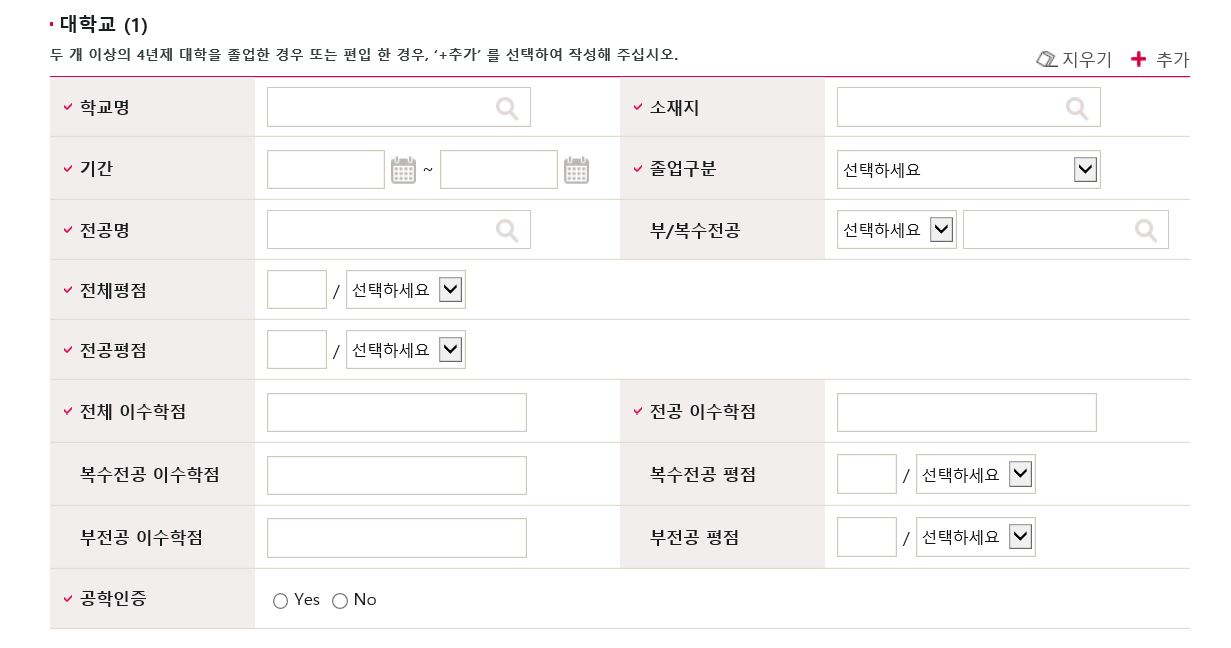 대학교 (1)
두 개 이상의 4년제 대학을 졸업한 경우 또는 편입 한 경우, ‘+추가’ 를 선택하여 작성해 주십시오.
지우기 + 추가
학교명 소재지
기간 ~ 졸업구분 선택하세요
전공명 부/복수전공 선택하세요
전체평점 / 선택하세요
전공평점 / 선택하세요
전체 이수학점 전공 이수학점
복수전공 이수학점 복수전공 평점 / 선택하세요
부전공 이수학점 부전공 평점 / 선택하세요
공학인증 Yes No